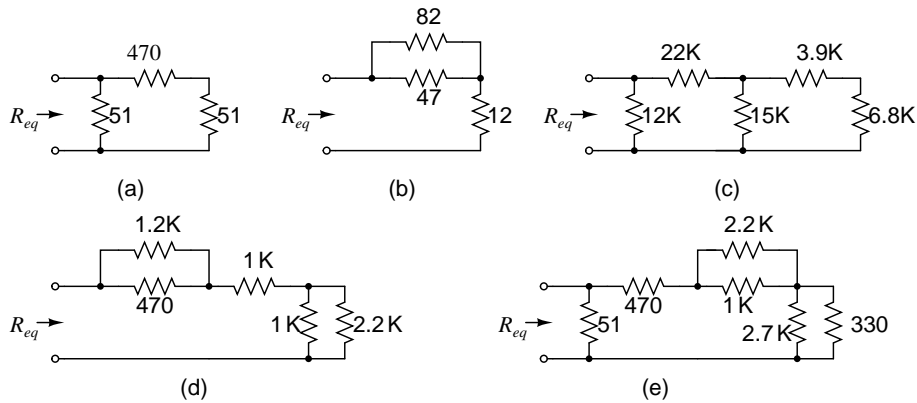 470
51
51
R_eq
(a)
82
47
12
R_eq
(b)
22K
3.9K
12K
15K
6.8K
R_eq
(c)
1.2K
470
1K
1K
2.2K
R_eq
(d)
2.2K
470
1K
51
2.7K
330
R_eq
(e)